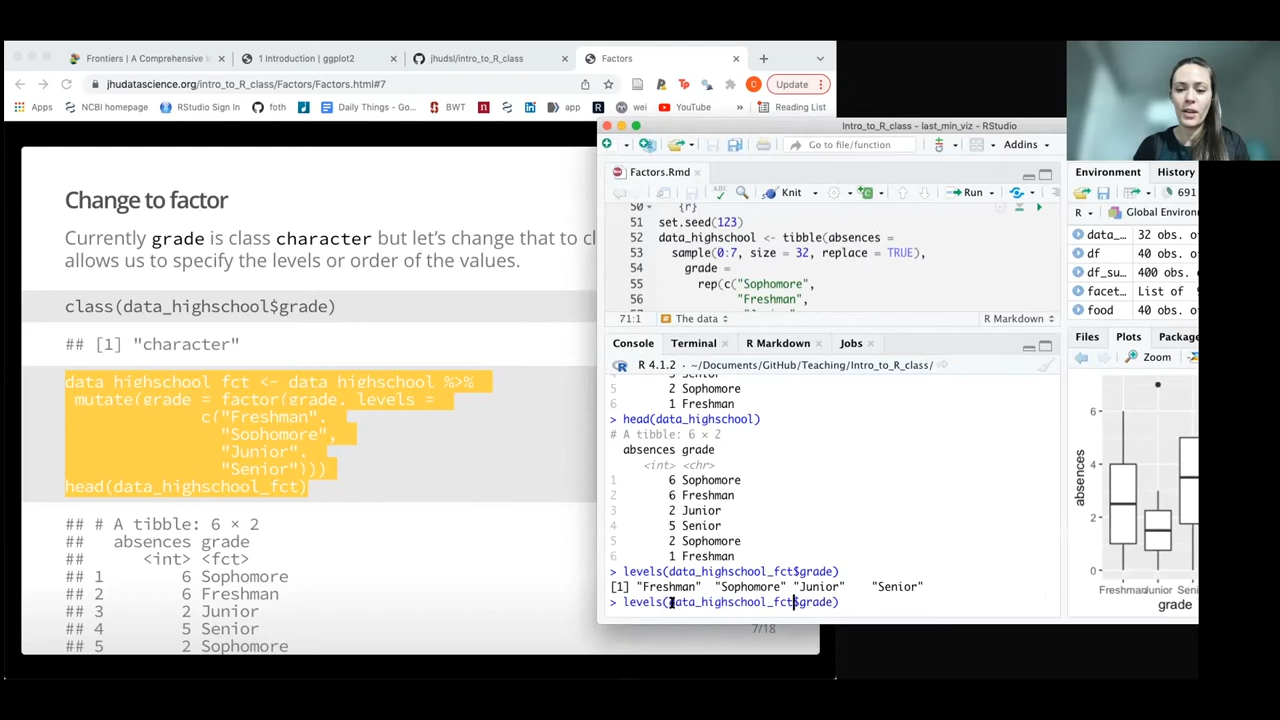 Frontiers | A Comprehensive I
1 Introduction | ggplot2
jhudsl/intro_to_R_class
Factors
jhudatascience.org/intro_to_R_class/Factors/Factors.html#7
Update
Apps
NCBI homepage
RStudio Sign In
foth
Daily Things - Go...
BWT
app
wei
YouTube
»
Reading List
Change to factor
Currently grade is class character but let's change that to cl
allows us to specify the levels or order of the values.
class(data_highschool$grade)
## [1] "character"
data_highschool_fct <- data_highschool %>%
mutate(grade = factor(grade, levels =
c("Freshman",
"Sophomore",
"Junior",
"Senior")))
head(data_highschool_fct)
## # A tibble: 6 × 2
## absences grade
## <int> <fct>
## 1 6 Sophomore
## 2 6 Freshman
## 3 2 Junior
## 4 5 Senior
## 5 2 Sophomore
7/18
Intro_to_R_class - last_min_viz - RStudio
Go to file/function
Addins
Factors.Rmd
ABC
Knit
Run
50 {r}
51 set.seed(123)
52 data_highschool <- tibble(absences =
53 sample(0:7, size = 32, replace = TRUE),
54 grade =
55 rep(c("Sophomore",
56 "Freshman",
71:1
The data
R Markdown
Console
Terminal
R Markdown
Jobs
R 4.1.2 · ~/Documents/GitHub/Teaching/Intro_to_R_class/
5 2 Sophomore
6 1 Freshman
> head(data_highschool)
# A tibble: 6 × 2
absences grade
<int> <chr>
1 6 Sophomore
2 6 Freshman
3 2 Junior
4 5 Senior
5 2 Sophomore
6 1 Freshman
> levels(data_highschool_fct$grade)
[1] "Freshman" "Sophomore" "Junior" "Senior"
> levels(data_highschool_fct$grade)
Environment
History
691
R
Global Environ
data_... 32 obs. o
df 40 obs. o
df_su... 400 obs. of
facet... List of
food 40 obs. o
Files
Plots
Package
Zoom
absences
6
4
2
0
Freshman
Junior
grade